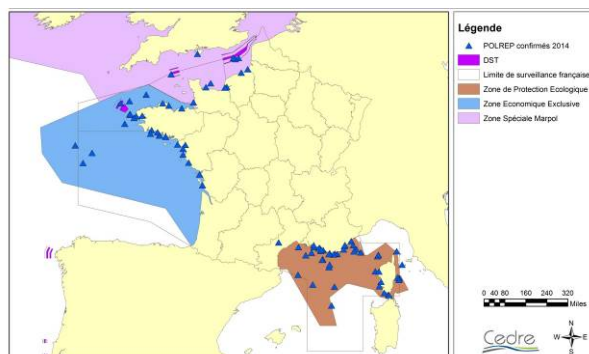 Légende
POLREP confirmés 2014
DST
Limite de surveillance française
Zone de Protection Ecologique
Zone Economique Exclusive
Zone Spéciale Marpol
0 40 80 160 240 320
Miles
Cedre
N
W E
S